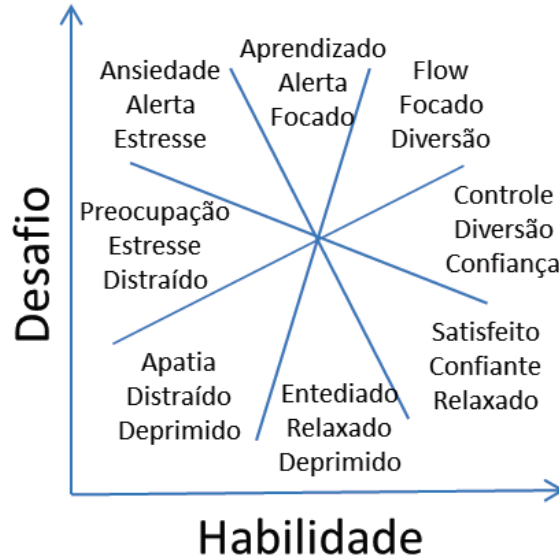 Desafio
Ansiedade
Alerta
Estresse
Aprendizado
Alerta
Focado
Flow
Focado
Diversão
Preocupação
Estresse
Distraído
Controle
Diversão
Confiança
Apatia
Distraído
Deprimido
Entediado
Relaxado
Deprimido
Satisfeito
Confiante
Relaxado
Habilidade